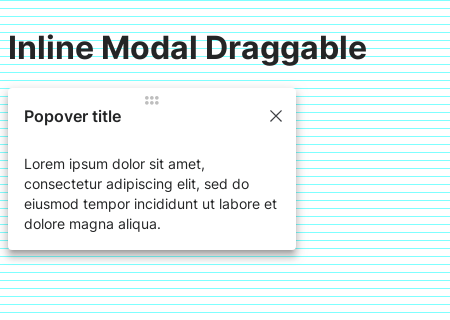 Inline Modal Draggable
Popover title
Lorem ipsum dolor sit amet,
consectetur adipiscing elit, sed do
eiusmod tempor incididunt ut labore et
dolore magna aliqua.